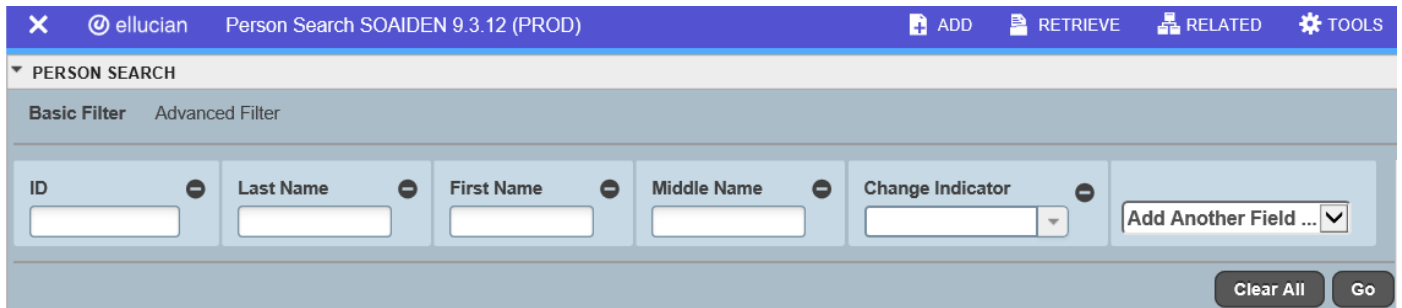 ellucian Person Search SOAIDEN 9.3.12 (PROD) ADD RETRIEVE RELATED TOOLS
PERSON SEARCH
Basic Filter Advanced Filter
ID Last Name First Name Middle Name Change Indicator
Add Another Field ...
Clear All Go